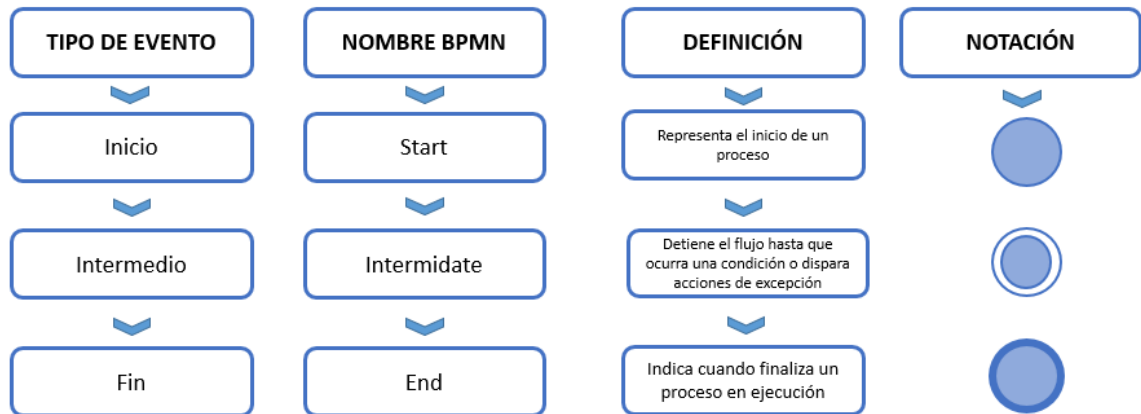 TIPO DE EVENTO
NOMBRE BPMN
DEFINICIÓN
NOTACIÓN
Inicio
Start
Representa el inicio de un
proceso
Intermedio
Intermidate
Detiene el flujo hasta que
ocurra una condición o dispara
acciones de excepción
Fin
End
Indica cuando finaliza un
proceso en ejecución